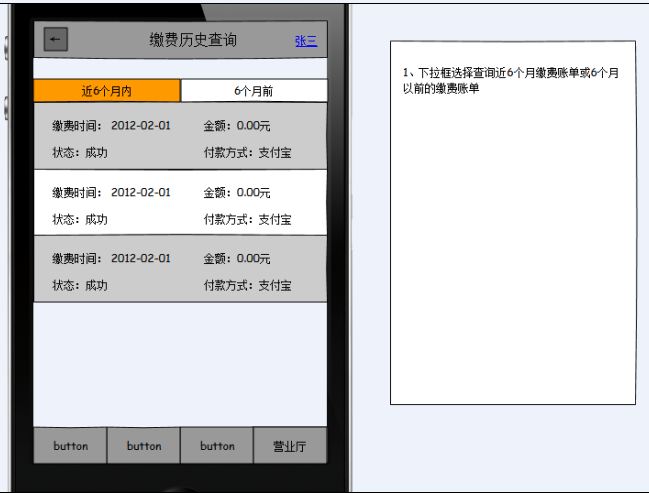 ← 缴费历史查询 张三
近6个月内 6个月前
缴费时间： 2012-02-01 金额：0.00元
状态：成功 付款方式：支付宝
缴费时间： 2012-02-01 金额：0.00元
状态：成功 付款方式：支付宝
缴费时间： 2012-02-01 金额：0.00元
状态：成功 付款方式：支付宝
button button button 营业厅
1、下拉框选择查询近6个月缴费账单或6个月
以前的缴费账单